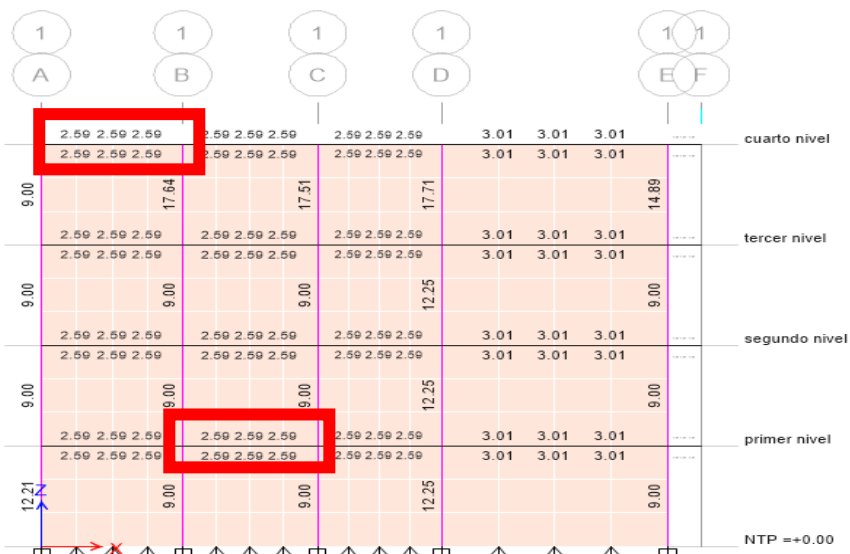 1 1 1 1 1 1
A B C D E F
2.59 2.59 2.59 2.59 2.59 2.59 2.59 2.59 2.59 3.01 3.01 3.01 cuarto nivel
2.59 2.59 2.59 2.59 2.59 2.59 2.59 2.59 2.59 3.01 3.01 3.01
9.00 17.64 17.51 17.71 14.89
2.59 2.59 2.59 2.59 2.59 2.59 2.59 2.59 2.59 3.01 3.01 3.01 tercer nivel
2.59 2.59 2.59 2.59 2.59 2.59 2.59 2.59 2.59 3.01 3.01 3.01
9.00 9.00 9.00 12.25 9.00
2.59 2.59 2.59 2.59 2.59 2.59 2.59 2.59 2.59 3.01 3.01 3.01 segundo nivel
2.59 2.59 2.59 2.59 2.59 2.59 2.59 2.59 2.59 3.01 3.01 3.01
9.00 9.00 9.00 12.25 9.00
2.59 2.59 2.59 2.59 2.59 2.59 2.59 2.59 2.59 3.01 3.01 3.01 primer nivel
2.59 2.59 2.59 2.59 2.59 2.59 2.59 2.59 2.59 3.01 3.01 3.01
12.21 9.00 9.00 12.25 9.00
Z
X
NTP =+0.00